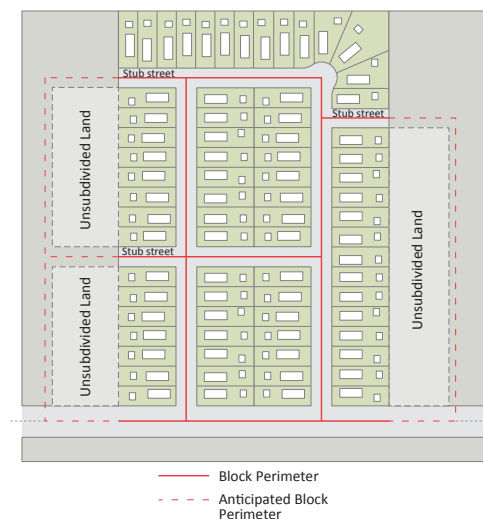 Stub street
Stub street
Unsubdivided Land
Unsubdivided Land
Stub street
Unsubdivided Land
Block Perimeter
Anticipated Block
Perimeter